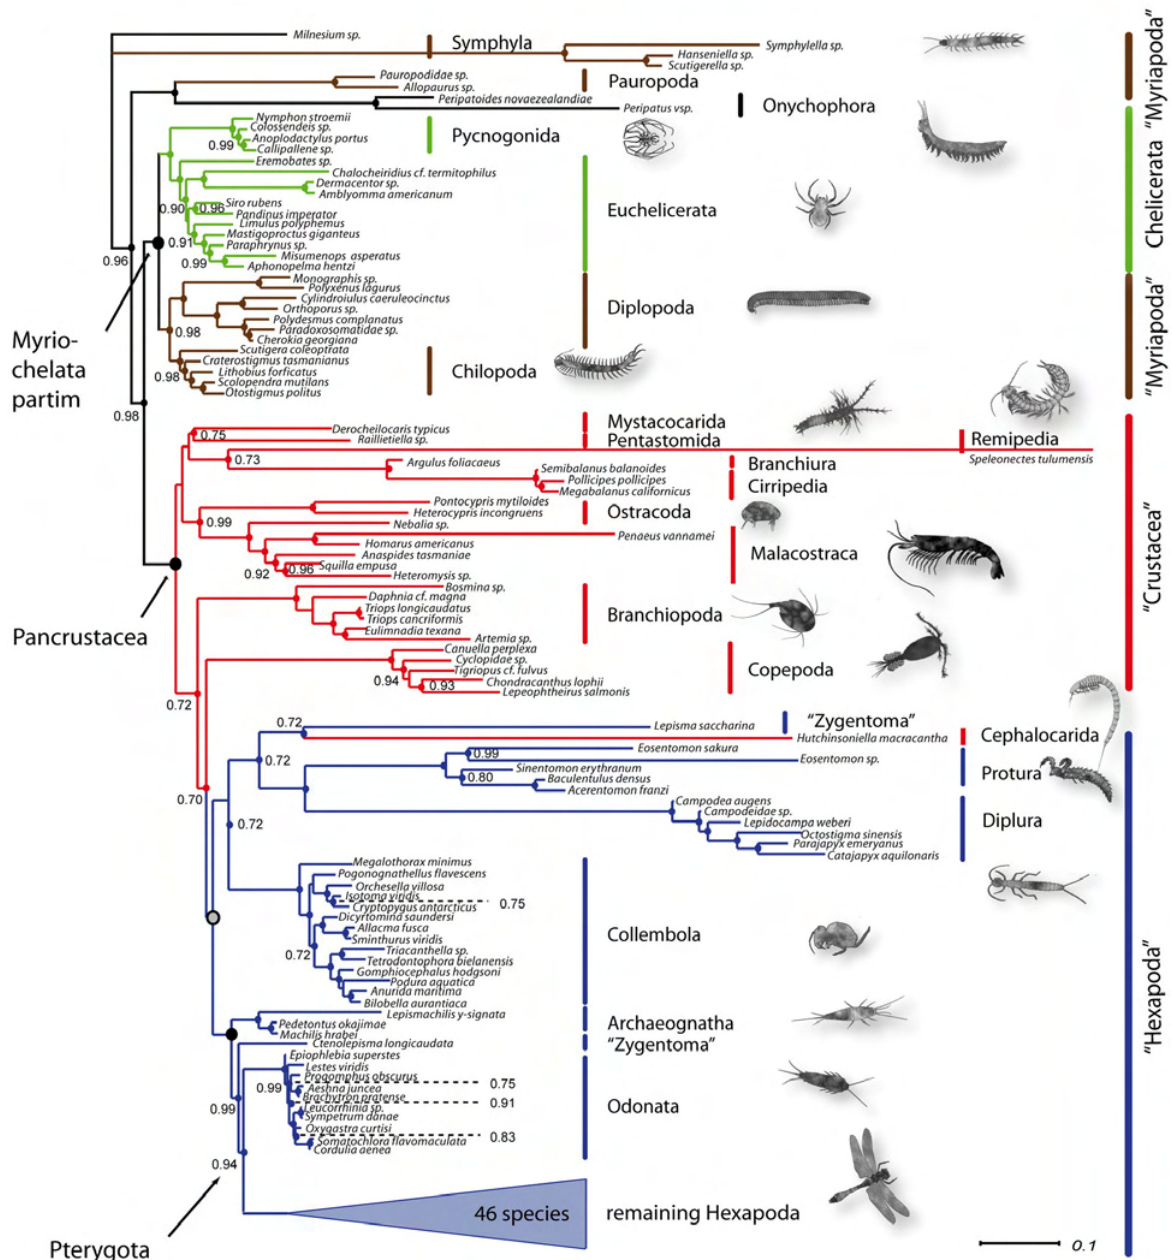 Milnesium sp.
Symphyla
Symphylella sp.
Hanseniella sp.
Scutigerella sp.
Pauropodidae sp.
Allopaurus sp.
Pauropoda
Peripatoides novaezealandiae
Peripatus vsp.
Onychophora
"Myriapoda"
Nymphon stroemii
Colossendeis sp.
Anoplodactylus portus
Callipallene sp.
0.99
Pycnogonida
Eremobates sp.
Chalocheiridius cf. termitophilus
Dermacentor sp.
Amblyomma americanum
Siro rubens
0.90
0.96
Pandinus imperator
Limulus polyphemus
Mastigoproctus giganteus
0.91
Paraphrynus sp.
Misumenops asperatus
0.99
Aphonopelma hentzi
Euchelicerata
Chelicerata
0.96
Monographis sp.
Polyxenus lagurus
Cylindroiulus caeruleocinctus
Orthoporus sp.
Polydesmus complanatus
0.98
Paradoxosomatidae sp.
Cherokia georgiana
Diplopoda
Myrio-
chelata
partim
Scutigera coleoptrata
Craterostigmus tasmanianus
Lithobius forficatus
0.98
Scolopendra mutilans
Otostigmus politus
Chilopoda
"Myriapoda"
0.98
Derocheilocaris typicus
0.75
Raillietiella sp.
Mystacocarida
Pentastomida
Remipedia
Speleonectes tulumensis
0.73
Argulus foliacaeus
Semibalanus balanoides
Pollicipes pollicipes
Megabalanus californicus
Branchiura
Cirripedia
Pontocypris mytiloides
Heterocypris incongruens
0.99
Ostracoda
Nebalia sp.
Penaeus vannamei
Homarus americanus
Anaspides tasmaniae
0.96
Squilla empusa
0.92
Heteromysis sp.
Malacostraca
"Crustacea"
Pancrustacea
Bosmina sp.
Daphnia cf. magna
Triops longicaudatus
Triops cancriformis
Eulimnadia texana
Artemia sp.
Branchiopoda
Canuella perplexa
Cyclopidae sp.
Tigriopus cf. fulvus
0.94
Chondracanthus lophii
0.93
Lepeophtheirus salmonis
Copepoda
0.72
0.72
Lepisma saccharina
"Zygentoma"
Hutchinsoniella macracantha
Cephalocarida
0.72
Eosentomon sakura
0.99
Eosentomon sp.
Sinentomon erythranum
0.80
Baculentulus densus
Acerentomon franzi
Protura
0.70
Campodea augens
Campodeidae sp.
Lepidocampa weberi
Octostigma sinensis
Parajapyx emeryanus
Catajapyx aquilonaris
Diplura
0.72
Megalothorax minimus
Pogonognathellus flavescens
Orchesella villosa
Isotoma viridis
0.75
Cryptopygus antarcticus
Dicyrtomina saundersi
Allacma fusca
Sminthurus viridis
0.72
Triacanthella sp.
Tetrodontophora bielanensis
Gomphiocephalus hodgsoni
Podura aquatica
Anurida maritima
Bilobella aurantiaca
Collembola
Lepismachilis y-signata
Pedetontus okajimae
Machilis hrabei
Archaeognatha
Ctenolepisma longicaudata
"Zygentoma"
"Hexapoda"
Epiophlebia superstes
Lestes viridis
Progomphus obscurus
0.99
0.75
Aeshna juncea
Brachytron pratense
0.91
Leucorrhinia sp.
Sympetrum danae
Oxygastra curtisi
0.83
Somatochlora flavomaculata
Cordulia aenea
Odonata
0.99
0.94
46 species
remaining Hexapoda
Pterygota
0.1